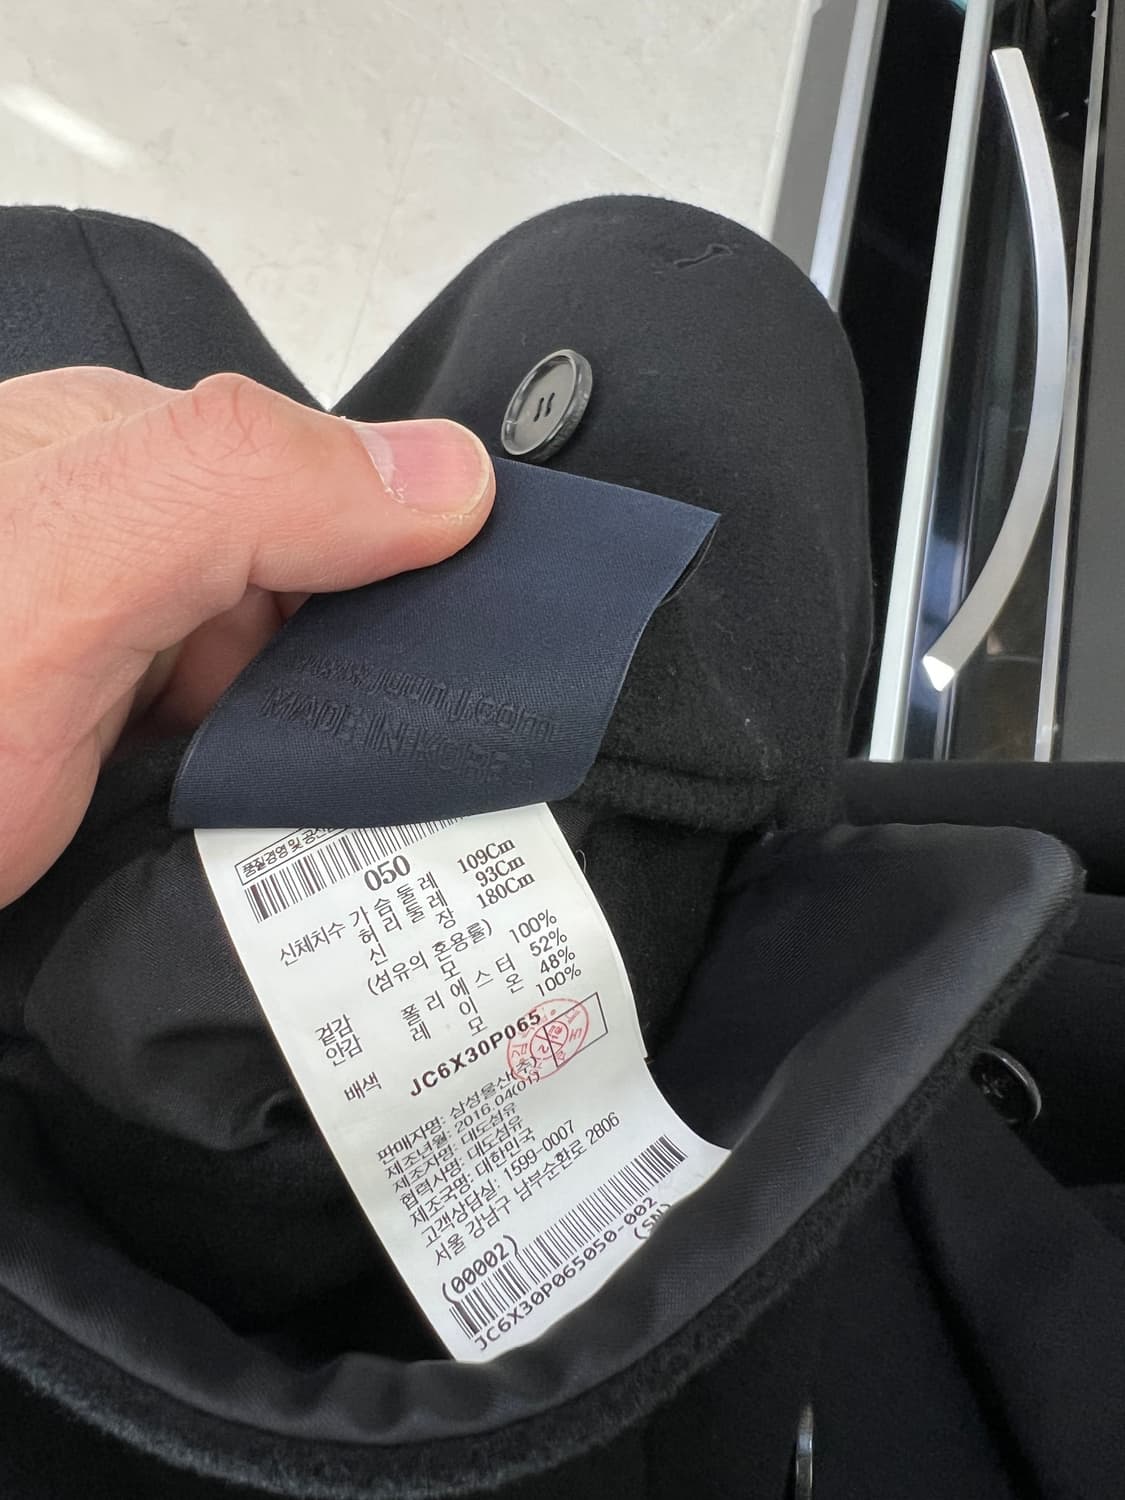 www.juunj.com
MADE IN KOREA
품질경영 및 공산
050
신체치수 가슴둘레 109Cm
허리둘레 93Cm
신장 180Cm
(섬유의 혼용률)
겉감 모 100%
안감 폴리에스터 52%
레이온 48%
배색 모 100%
JC6X30P065
판매자명: 삼성물산(주)
제조년월: 2016.04(01)
제조자명: 대도섬유
협력사명: 대도섬유
제조국명: 대한민국
고객상담실: 1599-0007
서울 강남구 남부순환로 2806
(00002)
JC6X30P065050-002